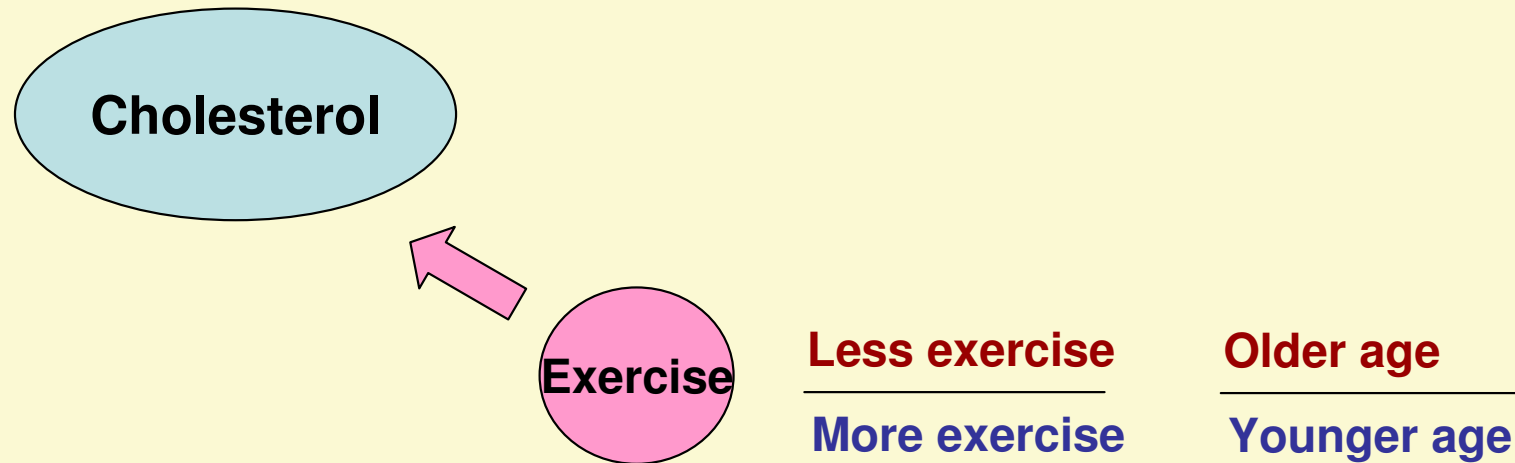 Cholesterol
Exercise
Less exercise
More exercise
Older age
Younger age